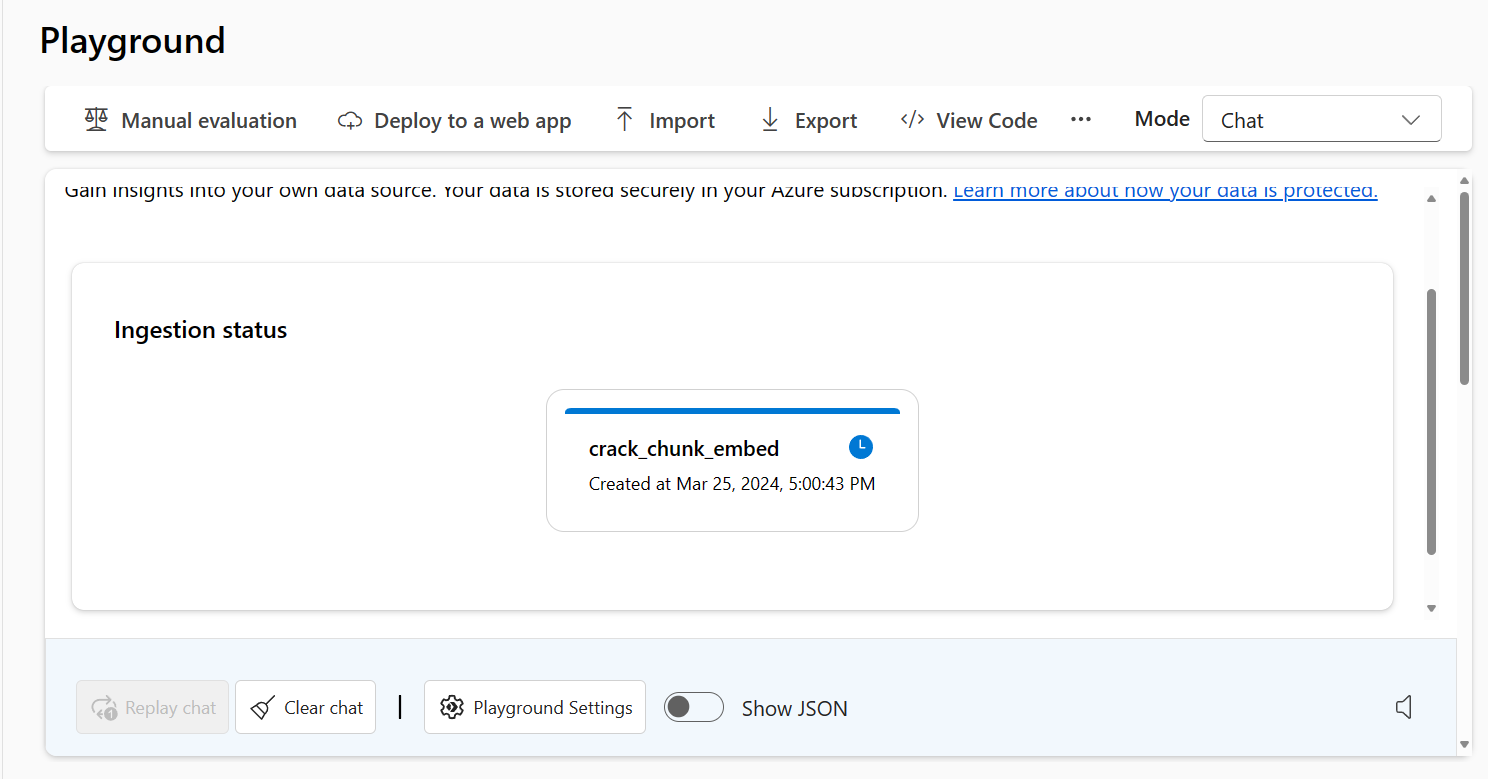 Playground
Manual evaluation Deploy to a web app Import Export </> View Code ... Mode Chat
Gain insights into your own data source. Your data is stored securely in your Azure subscription. Learn more about how your data is protected.
Ingestion status
crack_chunk_embed
Created at Mar 25, 2024, 5:00:43 PM
Replay chat Clear chat | Playground Settings Show JSON